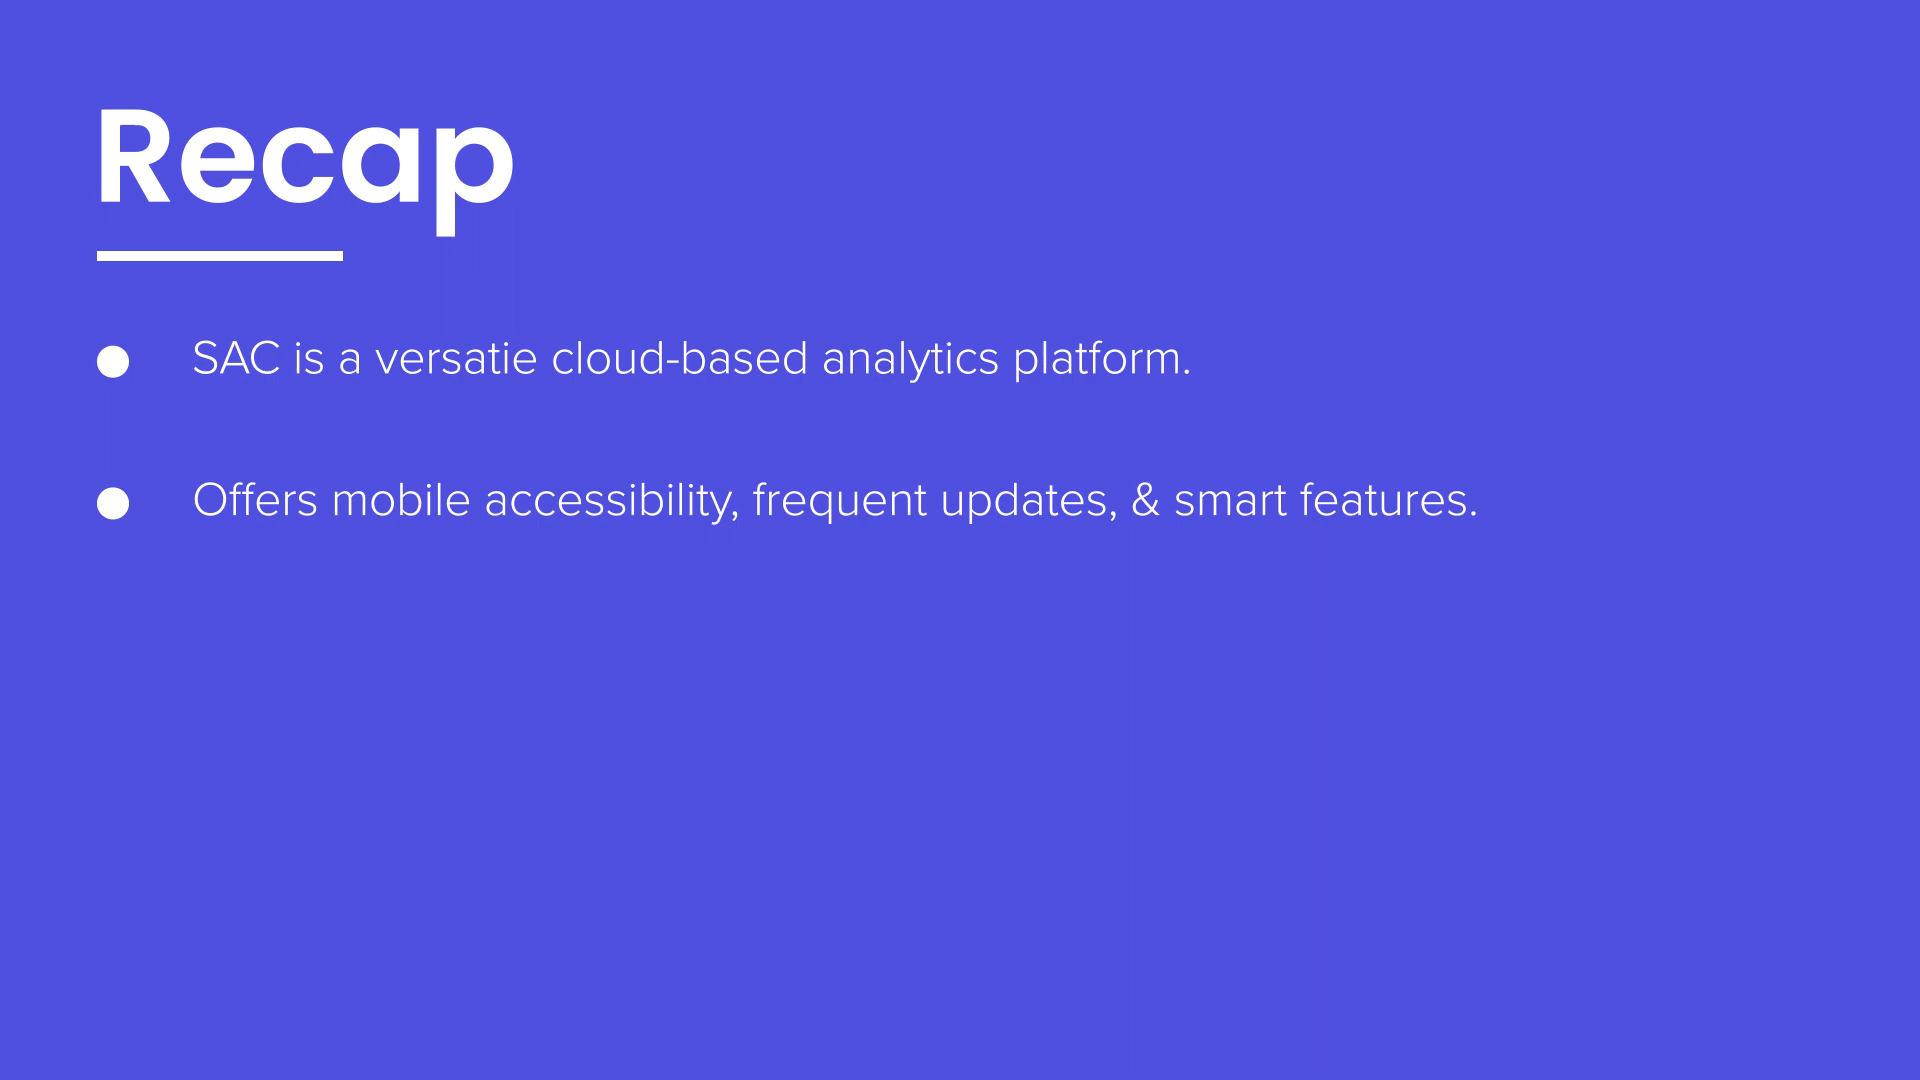 Recap
SAC is a versatie cloud-based analytics platform.
Offers mobile accessibility, frequent updates, & smart features.